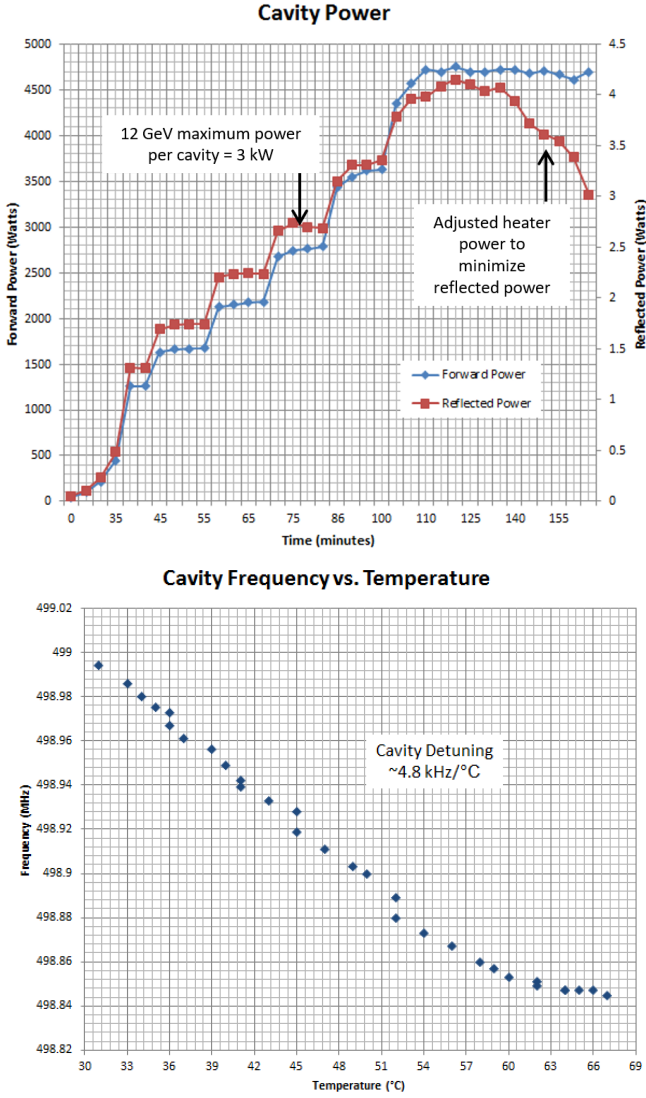 Cavity Power
5000
4500
4000
3500
3000
2500
2000
1500
1000
500
0
Forward Power (Watts)
4.5
4
3.5
3
2.5
2
1.5
1
0.5
0
Reflected Power (Watts)
12 GeV maximum power
per cavity = 3 kW
Adjusted heater
power to
minimize
reflected power
Forward Power
Reflected Power
0 35 45 55 65 75 86 100 110 125 140 155
Time (minutes)
Cavity Frequency vs. Temperature
499.02
499
498.98
498.96
498.94
498.92
498.9
498.88
498.86
498.84
498.82
Frequency (MHz)
Cavity Detuning
~4.8 kHz/°C
30 33 36 39 42 45 48 51 54 57 60 63 66 69
Temperature (°C)